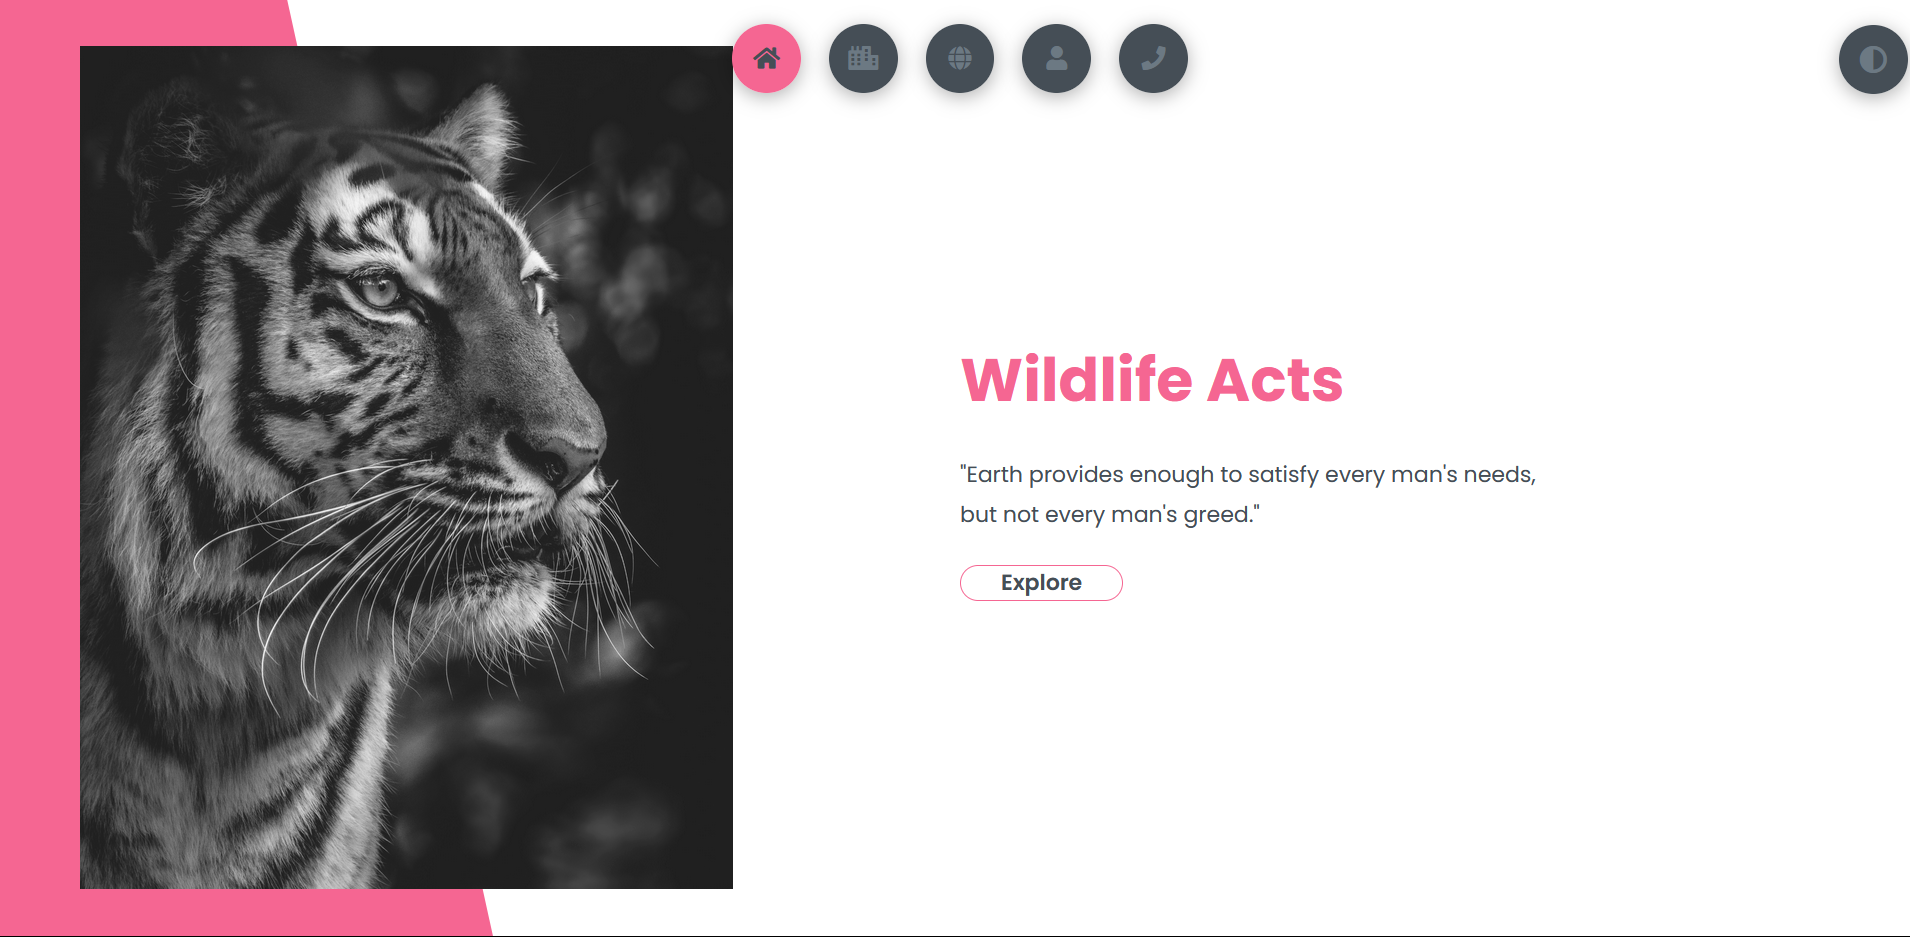 Wildlife Acts
"Earth provides enough to satisfy every man's needs,
but not every man's greed."
Explore